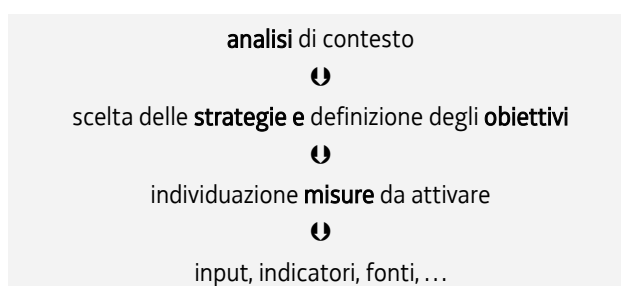 analisi di contesto
scelta delle strategie e definizione degli obiettivi
individuazione misure da attivare
input, indicatori, fonti, …